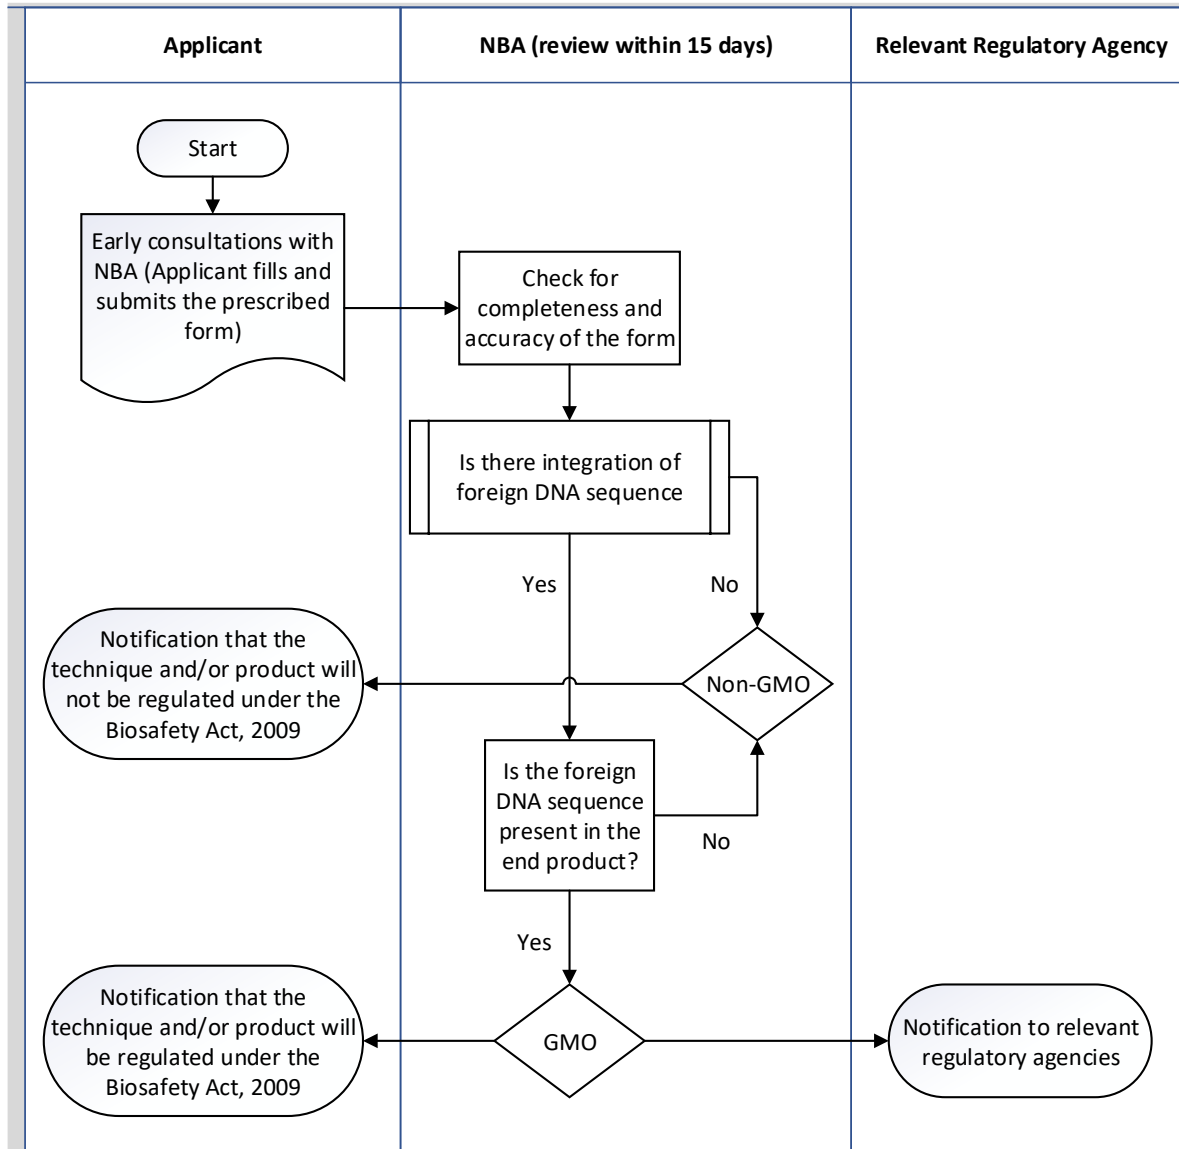 Applicant
NBA (review within 15 days)
Relevant Regulatory Agency
Start
Early consultations with
NBA (Applicant fills and
submits the prescribed
form)
Check for
completeness and
accuracy of the form
Is there integration of
foreign DNA sequence
Yes
No
Notification that the
technique and/or product will
not be regulated under the
Biosafety Act, 2009
Non-GMO
Is the foreign
DNA sequence
present in the
end product?
No
Yes
Notification that the
technique and/or product will
be regulated under the
Biosafety Act, 2009
GMO
Notification to relevant
regulatory agencies